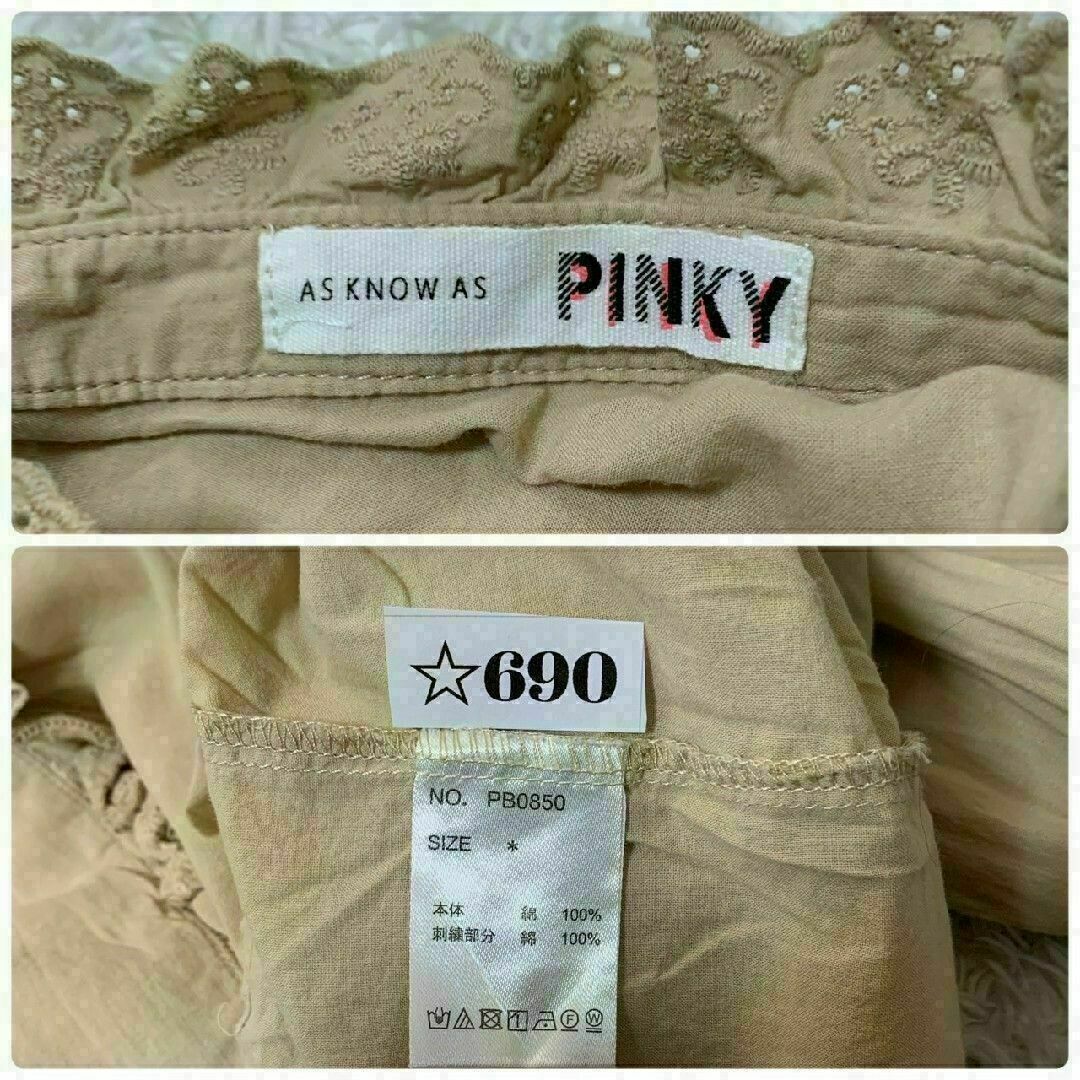 AS KNOW AS PINKY
☆690
NO. PB0850
SIZE *
本体 綿 100%
刺繍部分 綿 100%
F W